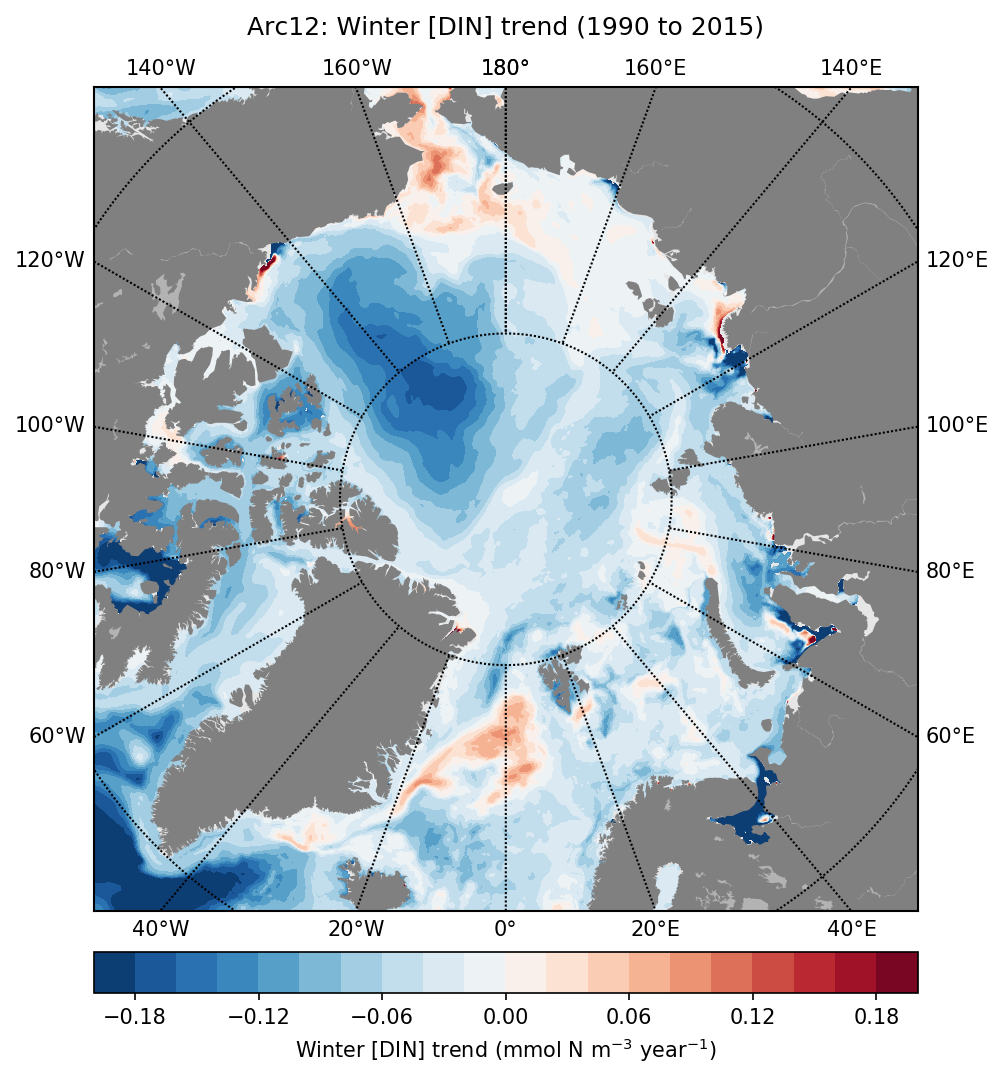 Arc12: Winter [DIN] trend (1990 to 2015)
140°W 160°W 180° 160°E 140°E
120°W 120°E
100°W 100°E
80°W 80°E
60°W 60°E
40°W 20°W 0° 20°E 40°E
−0.18 −0.12 −0.06 0.00 0.06 0.12 0.18
Winter [DIN] trend (mmol N m⁻³ year⁻¹)